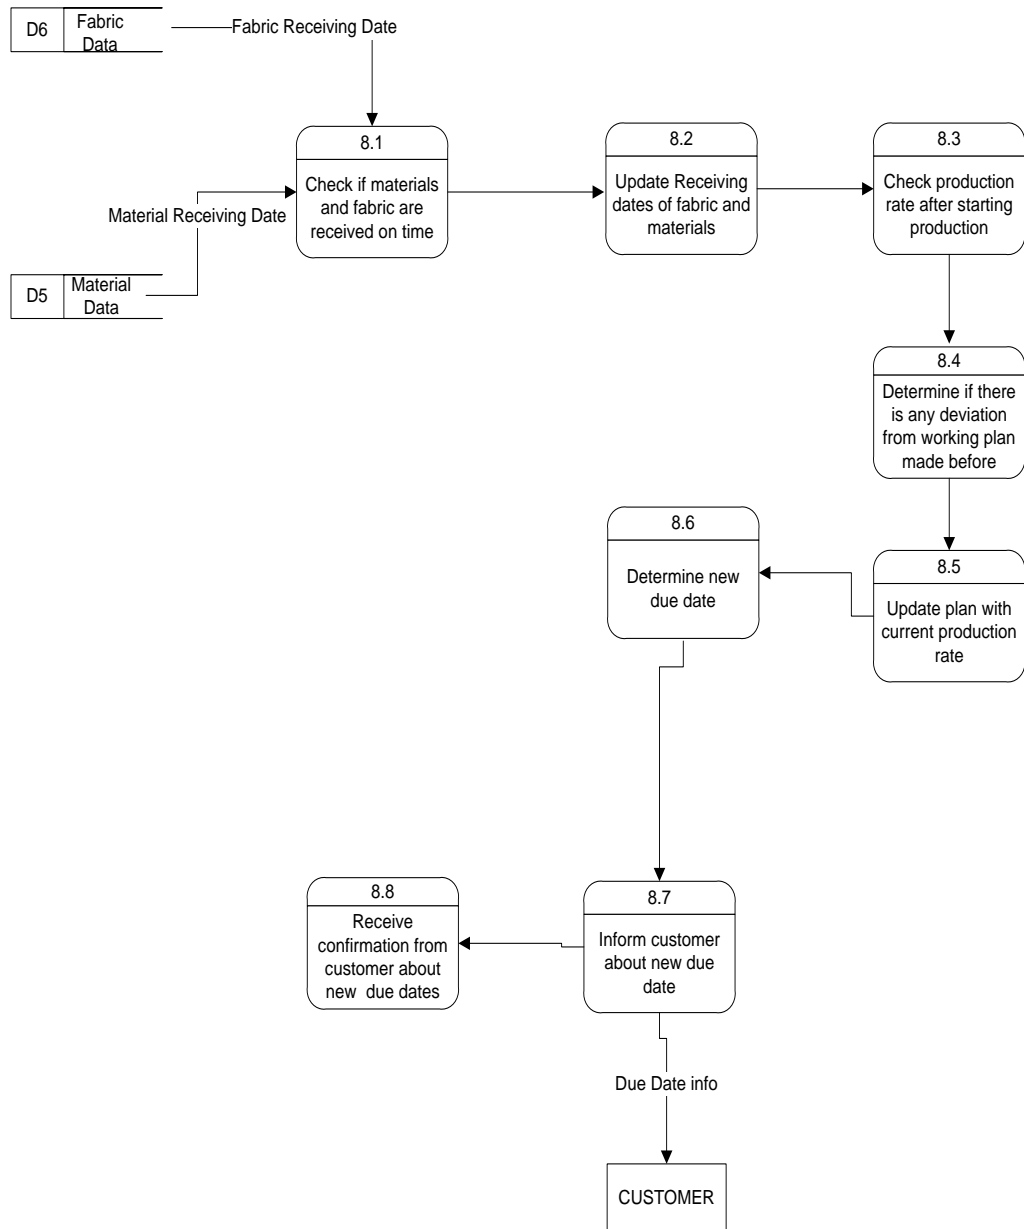 D6
Fabric
Data
Fabric Receiving Date
8.1
Check if materials
and fabric are
received on time
8.2
Update Receiving
dates of fabric and
materials
8.3
Check production
rate after starting
production
Material Receiving Date
D5
Material
Data
8.4
Determine if there
is any deviation
from working plan
made before
8.6
Determine new
due date
8.5
Update plan with
current production
rate
8.8
Receive
confirmation from
customer about
new due dates
8.7
Inform customer
about new due
date
Due Date info
CUSTOMER